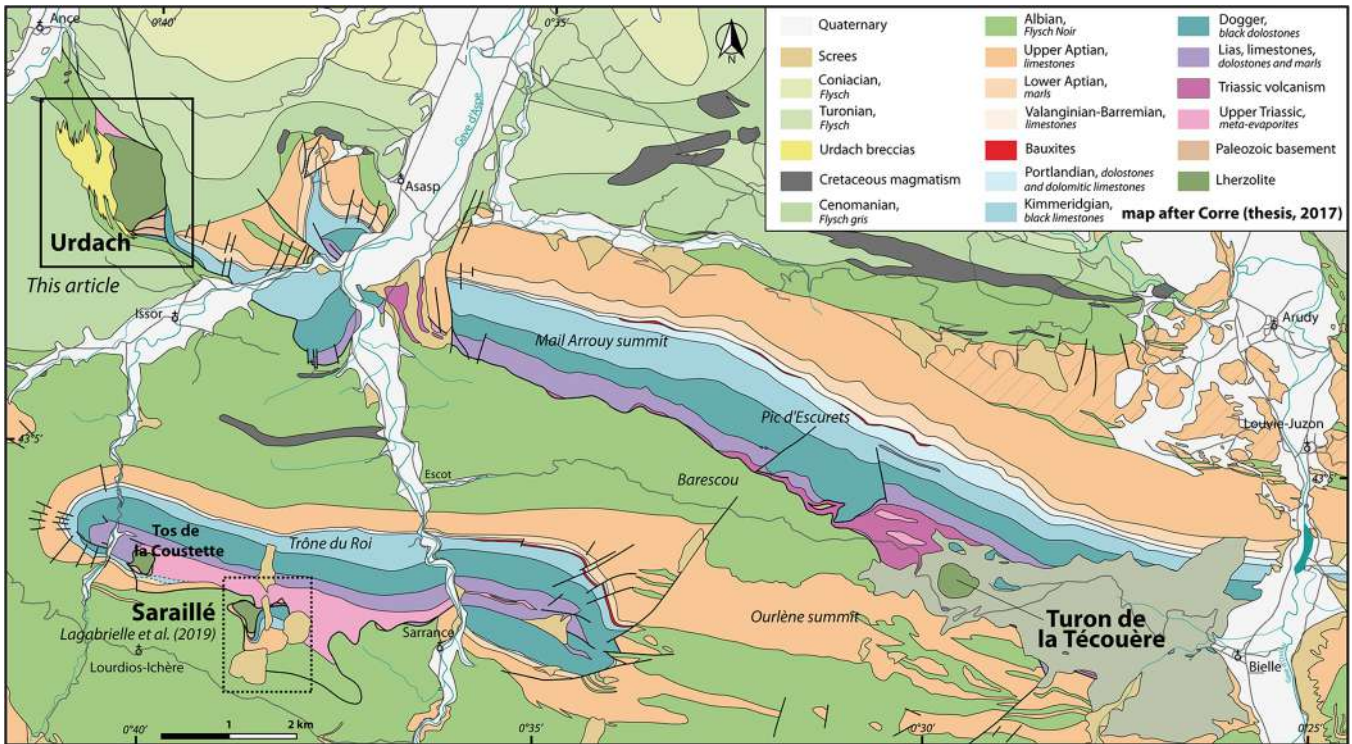 Ance
0°40'
0°35'
N
Gave d'Aspe
Asasp
Urdach
This article
Issor
Quaternary
Screes
Coniacian,
Flysch
Turonian,
Flysch
Urdach breccias
Cretaceous magmatism
Cenomanian,
Flysch gris
Albian,
Flysch Noir
Upper Aptian,
limestones
Lower Aptian,
marls
Valanginian-Barremian,
limestones
Bauxites
Portlandian, dolostones
and dolomitic limestones
Kimmeridgian,
black limestones
Dogger,
black dolostones
Lias, limestones,
dolostones and marls
Triassic volcanism
Upper Triassic,
meta-evaporites
Paleozoic basement
Lherzolite
map after Corre (thesis, 2017)
Mail Arrouy summit
Arudy
Pic d'Escurets
Louvie-Juzon
43°5'
43°5'
Escot
Barescou
Tos de
la Coustette
Trône du Roi
Saraillé
Lagabrielle et al. (2019)
Lourdios-Ichère
Sarrance
Ourlène summit
Turon de
la Técouère
Bielle
1
2 km
0°40'
0°35'
0°30'
0°25'